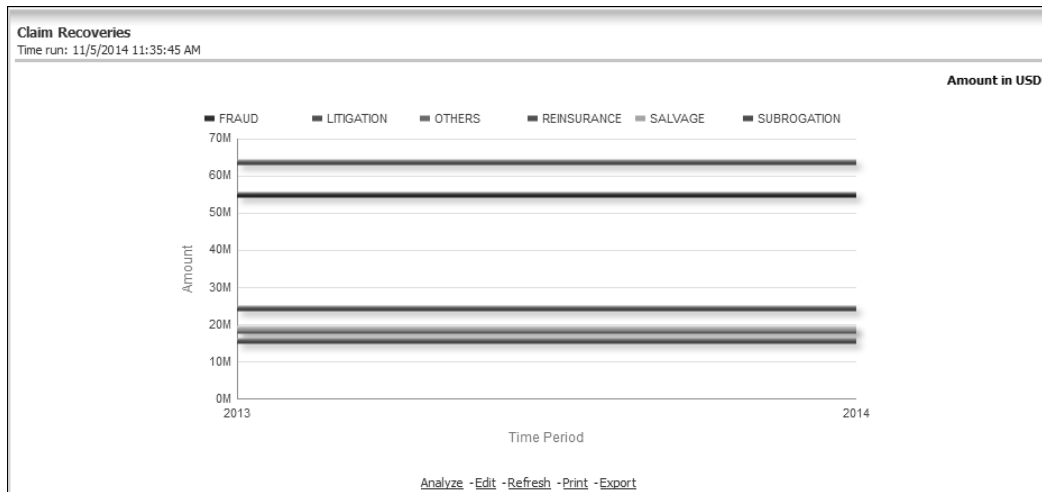 Claim Recoveries
Time run: 11/5/2014 11:35:45 AM
Amount in USD
FRAUD LITIGATION OTHERS REINSURANCE SALVAGE SUBROGATION
70M
60M
50M
40M
30M
20M
10M
0M
Amount
2013 2014
Time Period
Analyze -Edit -Refresh -Print -Export